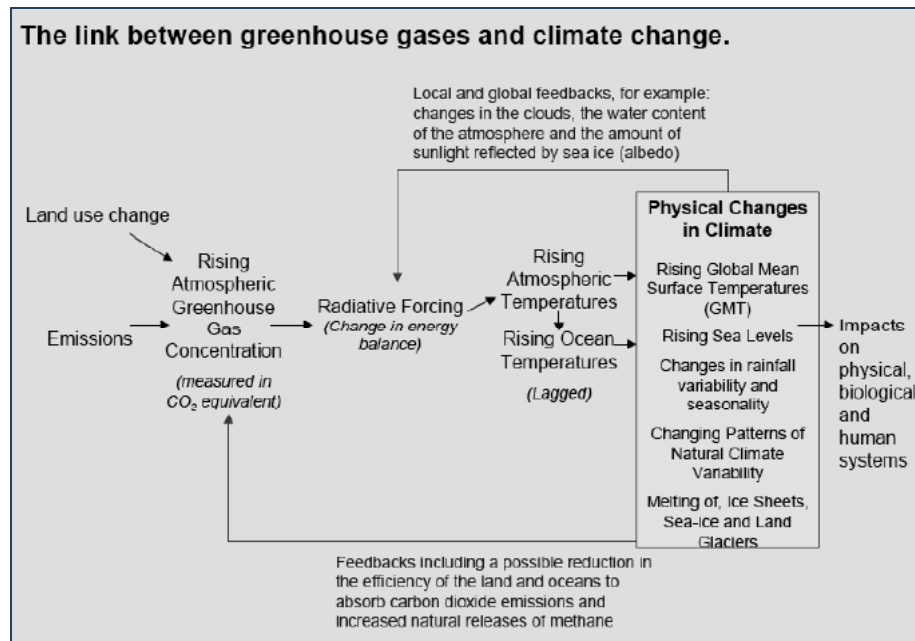 The link between greenhouse gases and climate change.
Local and global feedbacks, for example:
changes in the clouds, the water content
of the atmosphere and the amount of
sunlight reflected by sea ice (albedo)
Land use change
Emissions
Rising
Atmospheric
Greenhouse
Gas
Concentration
(measured in
CO₂ equivalent)
Radiative Forcing
(Change in energy
balance)
Rising
Atmospheric
Temperatures
Rising Ocean
Temperatures
(Lagged)
Physical Changes
in Climate
Rising Global Mean
Surface Temperatures
(GMT)
Rising Sea Levels
Changes in rainfall
variability and
seasonality
Changing Patterns of
Natural Climate
Variability
Melting of, Ice Sheets,
Sea-Ice and Land
Glaciers
Impacts
on
physical,
biological
and
human
systems
Feedbacks including a possible reduction in
the efficiency of the land and oceans to
absorb carbon dioxide emissions and
increased natural releases of methane